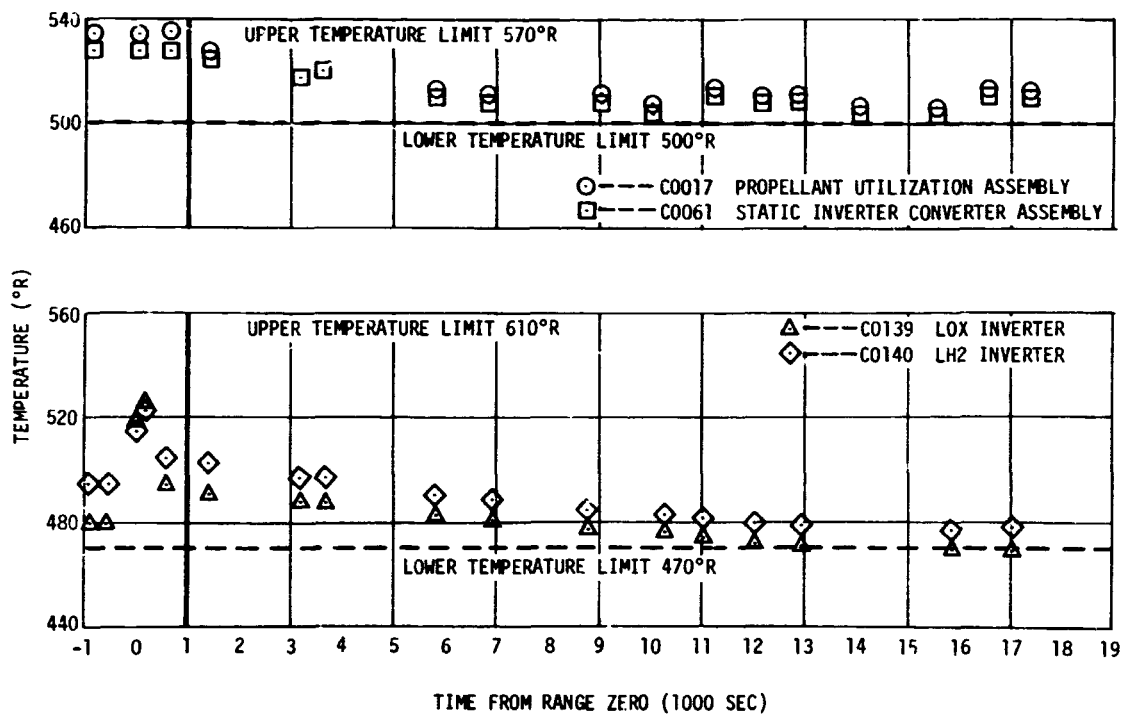 540
UPPER TEMPERATURE LIMIT 570°R
500
LOWER TEMPERATURE LIMIT 500°R
C0017 PROPELLANT UTILIZATION ASSEMBLY
C0061 STATIC INVERTER CONVERTER ASSEMBLY
460
TEMPERATURE (°R)
560
UPPER TEMPERATURE LIMIT 610°R
C0139 LOX INVERTER
C0140 LH2 INVERTER
520
480
LOWER TEMPERATURE LIMIT 470°R
440
-1 0 1 2 3 4 5 6 7 8 9 10 11 12 13 14 15 16 17 18 19
TIME FROM RANGE ZERO (1000 SEC)